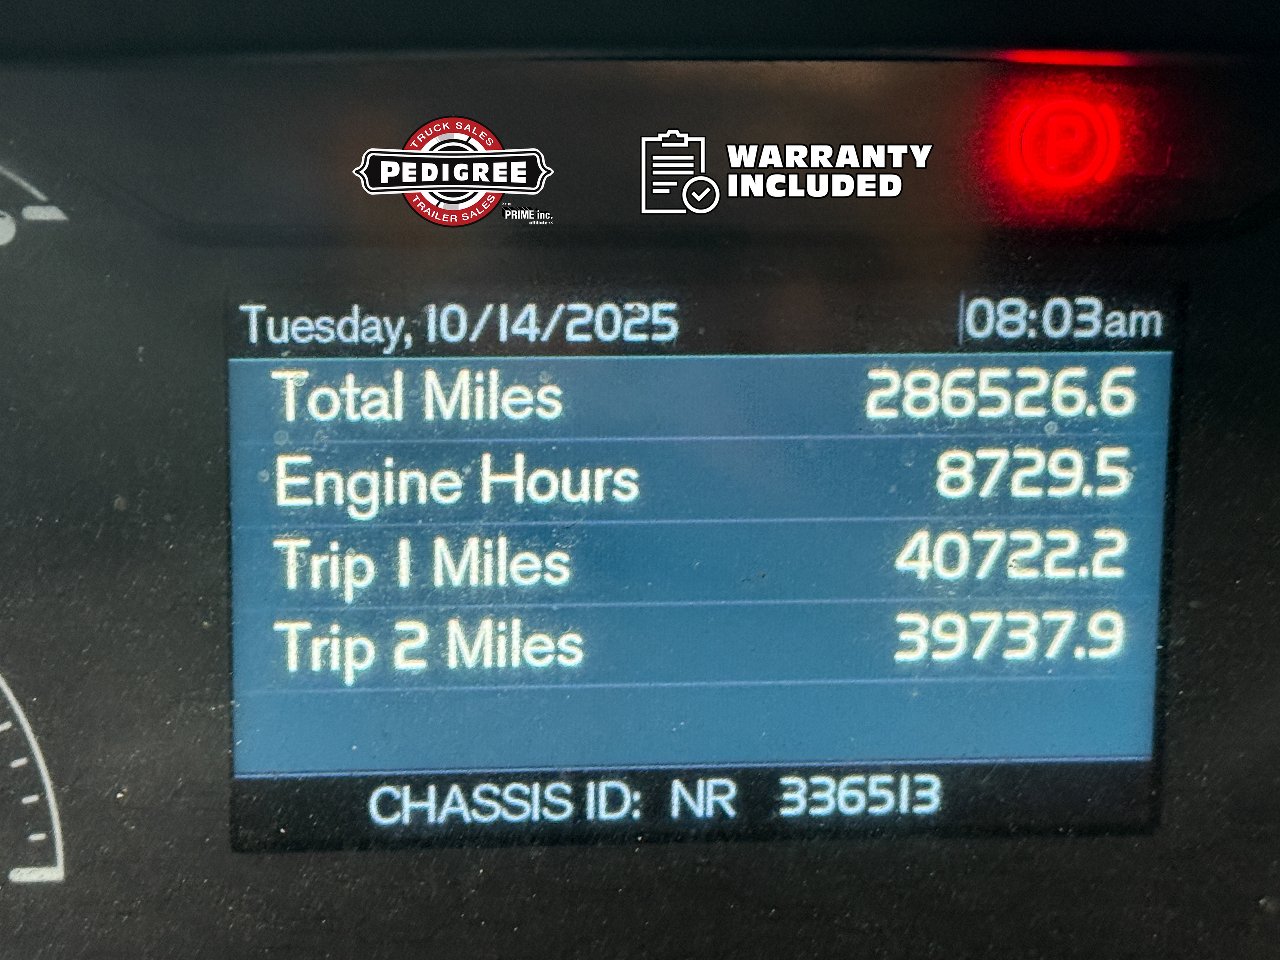 TRUCK SALES
PEDIGREE
TRAILER SALES
PRIME inc.
WARRANTY
INCLUDED
P
Tuesday, 10/14/2025 08:03am
Total Miles 286526.6
Engine Hours 8729.5
Trip 1 Miles 40722.2
Trip 2 Miles 39737.9
CHASSIS ID: NR 336513